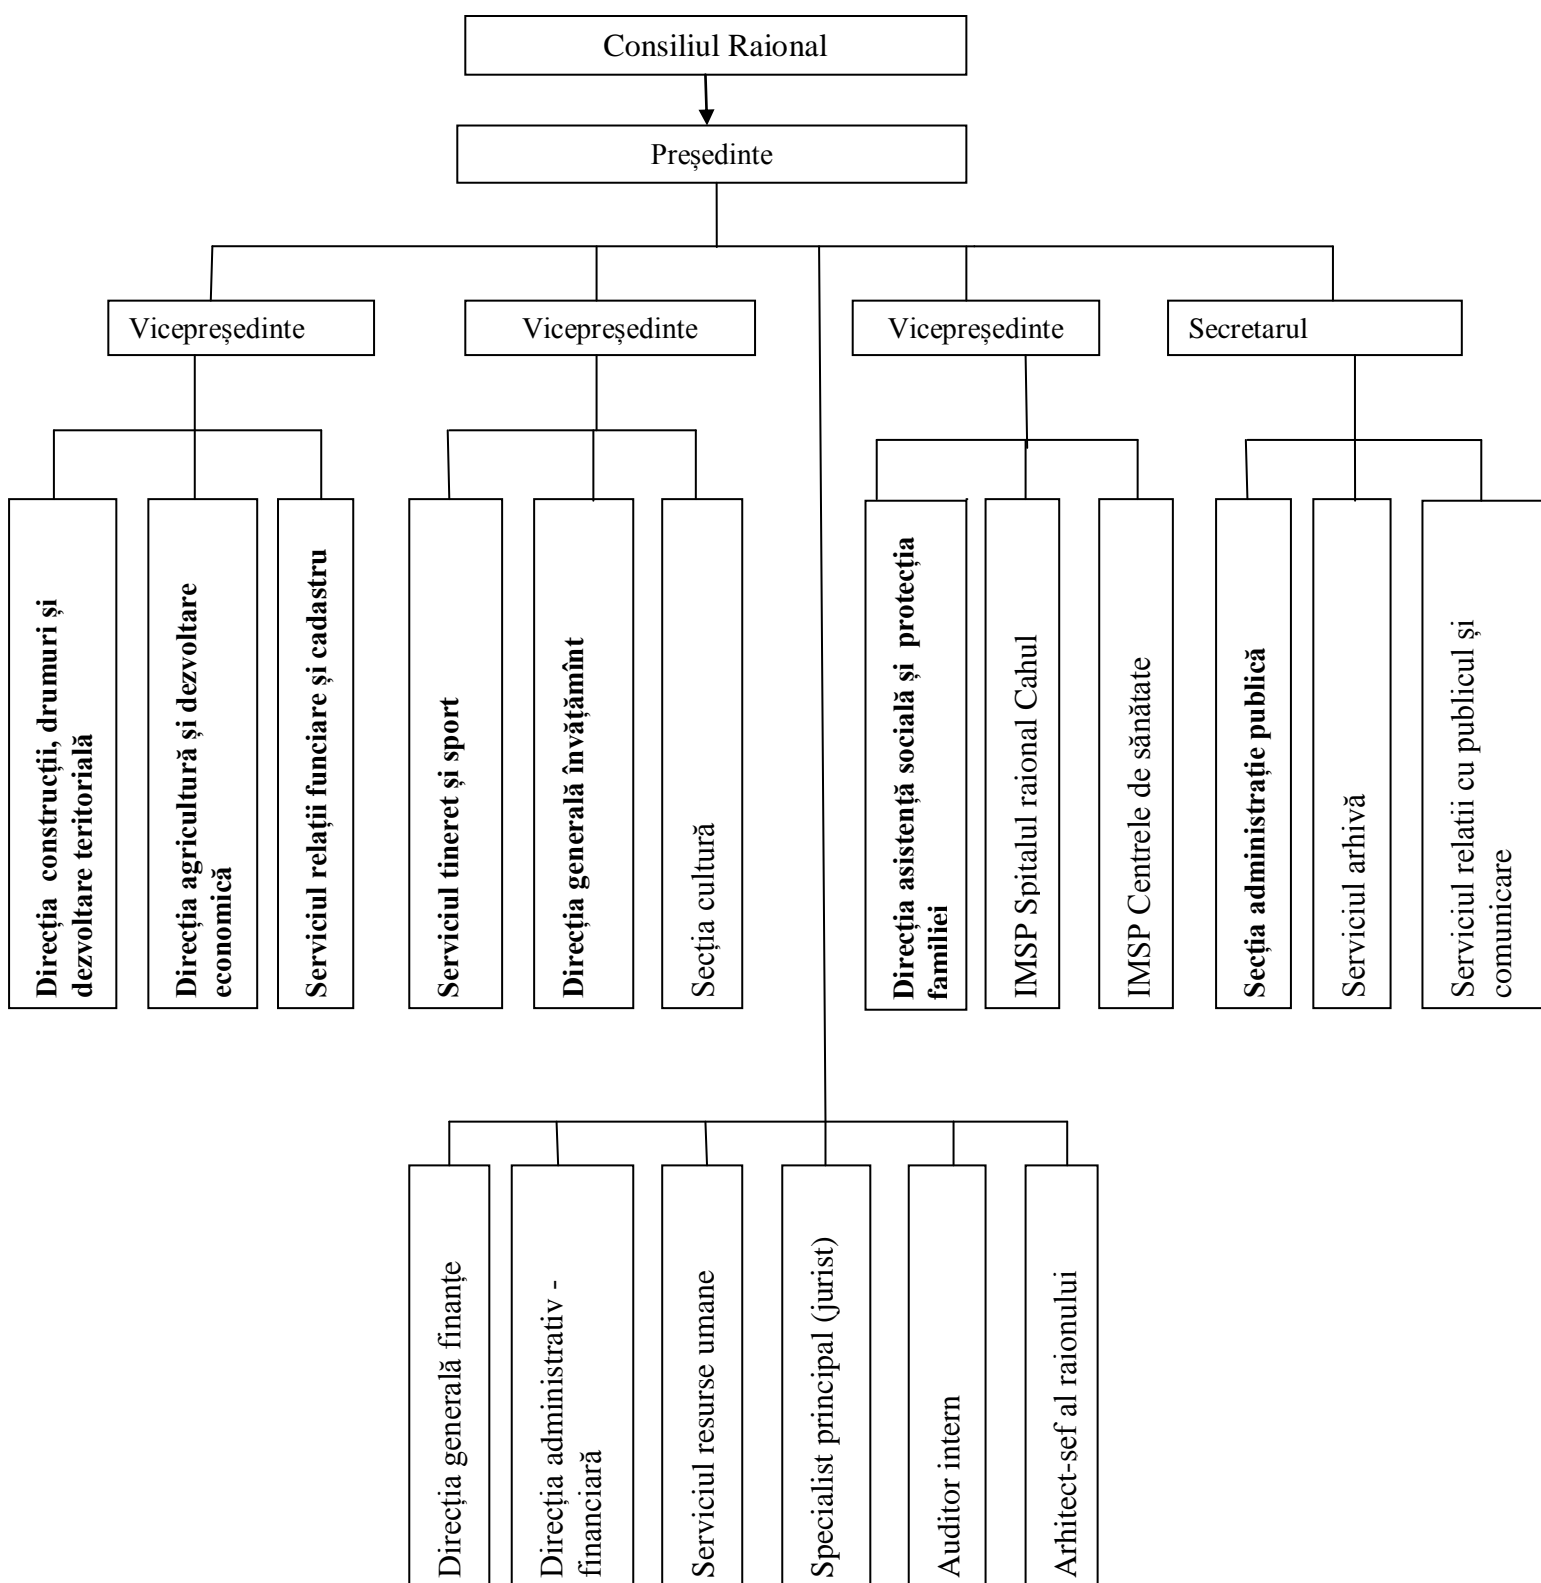 Consiliul Raional
Președinte
Vicepreședinte
Vicepreședinte
Vicepreședinte
Secretarul
Direcția construcții, drumuri și
dezvoltare teritorială
Direcția agricultură și dezvoltare
economică
Serviciul relații funciare și cadastru
Serviciul tineret și sport
Direcția generală învățămînt
Secția cultură
Direcția asistență socială și protecția
familiei
IMSP Spitalul raional Cahul
IMSP Centrele de sănătate
Secția administrație publică
Serviciul arhivă
Serviciul relatii cu publicul și
comunicare
Direcția generală finanțe
Direcția administrativ -
financiară
Serviciul resurse umane
Specialist principal (jurist)
Auditor intern
Arhitect-sef al raionului